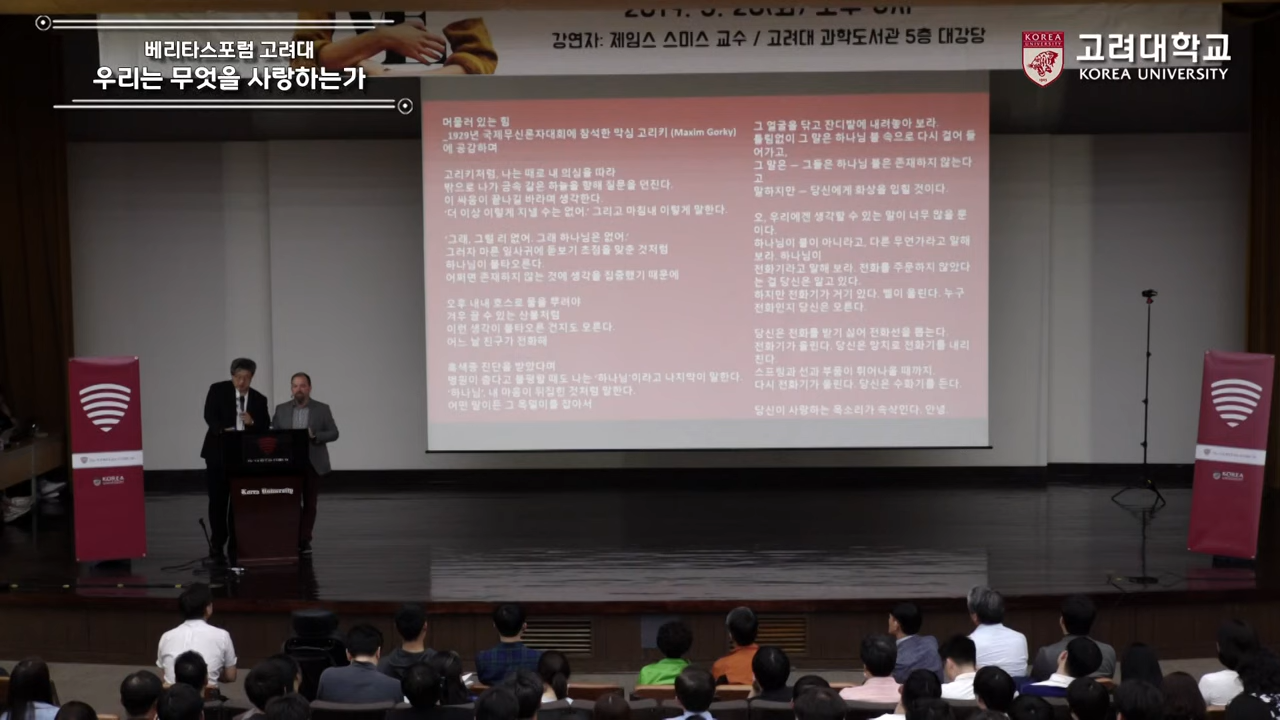 베리타스포럼 고려대
우리는 무엇을 사랑하는가
강연자: 제임스 스미스 교수 / 고려대 과학도서관 5층 대강당
KOREA
고려대학교
KOREA UNIVERSITY
머물러 있는 힘
_1929년 국제무신론자대회에 참석한 막심 고리키 (Maxim Gorky)
에 공감하며
고리키처럼, 나는 때로 내 의심을 따라
밖으로 나가 금속 같은 하늘을 향해 질문을 던진다.
이 싸움이 끝나길 바라며 생각한다.
'더 이상 이렇게 지낼 수는 없어.' 그리고 마침내 이렇게 말한다.
'그래, 그럴 리 없어. 그래 하나님은 없어.'
그러자 마른 잎사귀에 돋보기 초점을 맞춘 것처럼
하나님이 불타오른다.
어쩌면 존재하지 않는 것에 생각을 집중했기 때문에
오후 내내 호스로 물을 뿌려야
겨우 끌 수 있는 산불처럼
이런 생각이 불타오른 건지도 모른다.
어느 날 친구가 전화해
흑색종 진단을 받았다며
병원이 춥다고 불평할 때도 나는 '하나님'이라고 나지막이 말한다.
'하나님', 내 마음이 뒤집힌 것처럼 말한다.
어떤 말이든 그 목덜미를 잡아서
그 얼굴을 닦고 잔디밭에 내려놓아 보라.
틀림없이 그 말은 하나님 불 속으로 다시 걸어 들
어가고,
그 말은 – 그들은 하나님 불은 존재하지 않는다
고
말하지만 – 당신에게 화상을 입힐 것이다.
오, 우리에겐 생각할 수 있는 말이 너무 많을 뿐
이다.
하나님이 불이 아니라고, 다른 무언가라고 말해
보라. 하나님이
전화기라고 말해 보라. 전화를 주문하지 않았다
는 걸 당신은 알고 있다.
하지만 전화기가 거기 있다. 벨이 울린다. 누구
전화인지 당신은 모른다.
당신은 전화를 받기 싫어 전화선을 뽑는다.
전화기가 울린다. 당신은 망치로 전화기를 내리
친다
스프링과 선과 부품이 튀어나올 때까지.
다시 전화기가 울린다. 당신은 수화기를 든다.
당신이 사랑하는 목소리가 속삭인다. 안녕.
KOREA
Korea University
KOREA